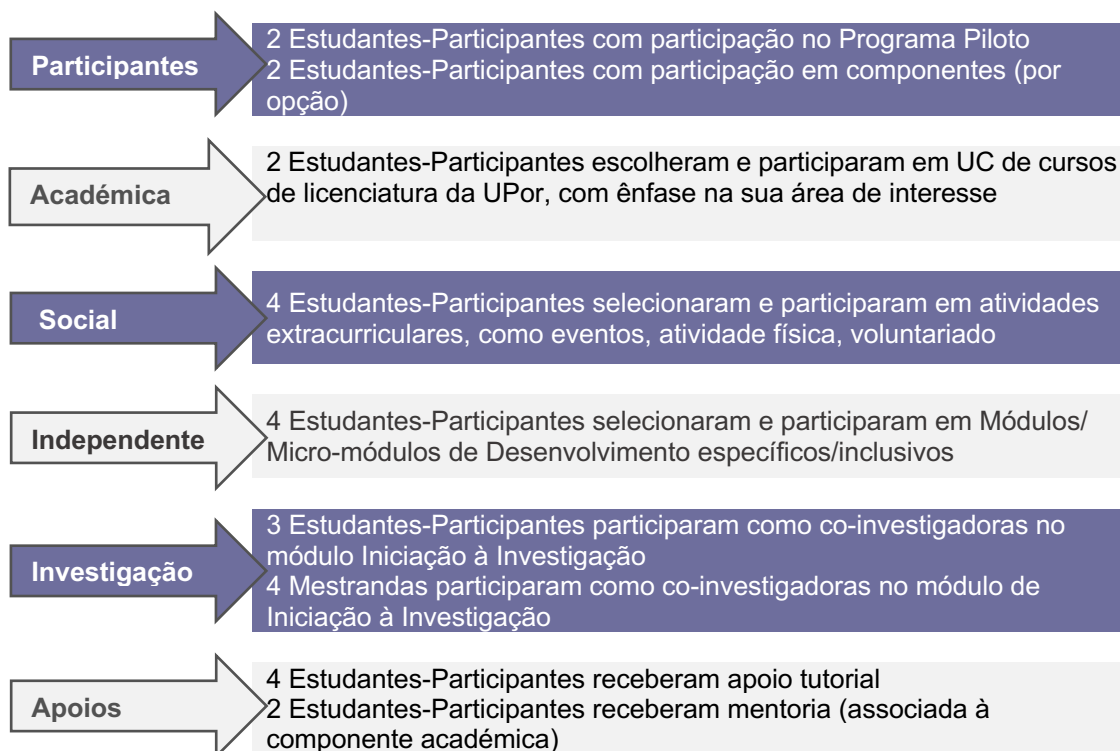 Participantes
2 Estudantes-Participantes com participação no Programa Piloto
2 Estudantes-Participantes com participação em componentes (por
opção)
Académica
2 Estudantes-Participantes escolheram e participaram em UC de cursos
de licenciatura da UPor, com ênfase na sua área de interesse
Social
4 Estudantes-Participantes selecionaram e participaram em atividades
extracurriculares, como eventos, atividade física, voluntariado
Independente
4 Estudantes-Participantes selecionaram e participaram em Módulos/
Micro-módulos de Desenvolvimento específicos/inclusivos
Investigação
3 Estudantes-Participantes participaram como co-investigadoras no
módulo Iniciação à Investigação
4 Mestrandas participaram como co-investigadoras no módulo de
Iniciação à Investigação
Apoios
4 Estudantes-Participantes receberam apoio tutorial
2 Estudantes-Participantes receberam mentoria (associada à
componente académica)